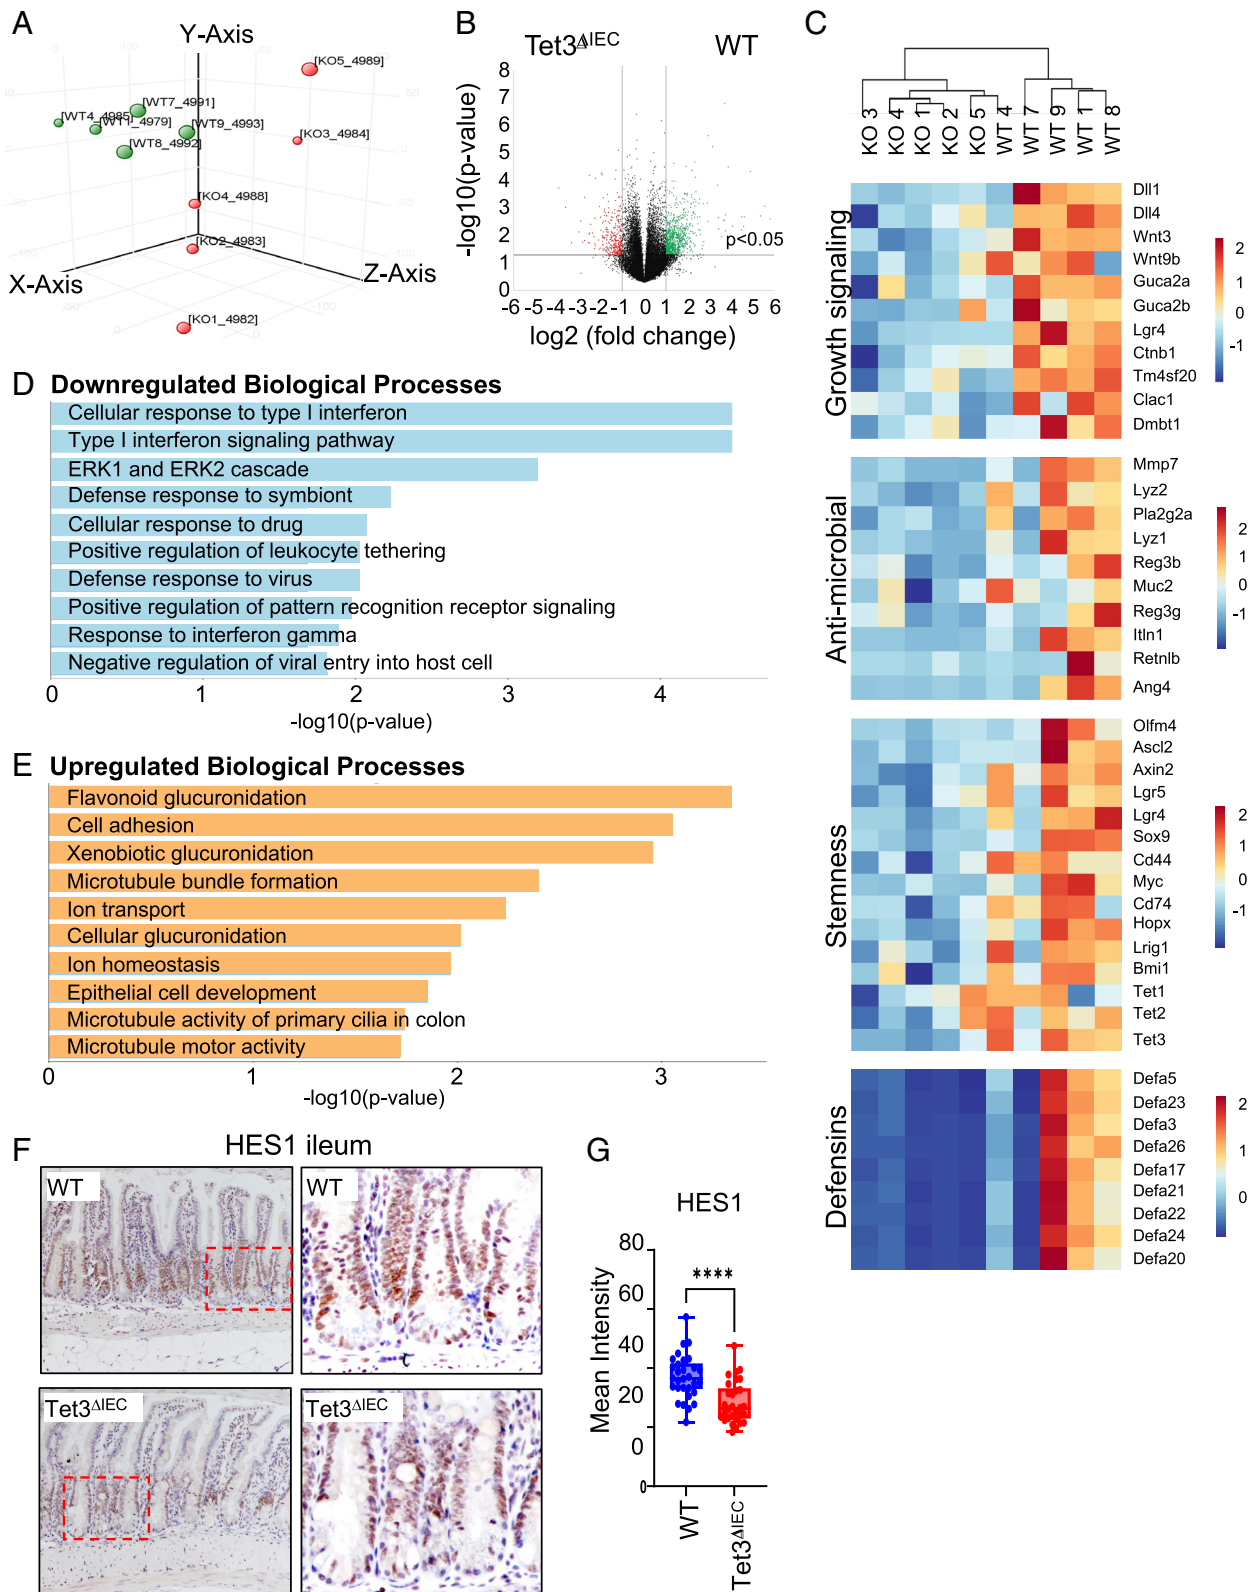 A
Y-Axis
[KO5_4989]
[WT7_4991]
[WT4_4985]
[WT1_4979]
[WT9_4993]
[KO3_4984]
[WT8_4992]
[KO4_4988]
[KO2_4983]
X-Axis
Z-Axis
[KO1_4982]
B
Tet3ΔIEC WT
-log10(p-value)
8
7
6
5
4
3
2
1
0
p<0.05
-6 -5 -4 -3 -2 -1 0 1 2 3 4 5 6
log2 (fold change)
C
KO 3
KO 4
KO 1
KO 2
KO 5
WT 4
WT 7
WT 9
WT 1
WT 8
Growth signaling
Dll1
Dll4
Wnt3
Wnt9b
Guca2a
Guca2b
Lgr4
Ctnb1
Tm4sf20
Clac1
Dmbt1
2
1
0
-1
Anti-microbial
Mmp7
Lyz2
Pla2g2a
Lyz1
Reg3b
Muc2
Reg3g
Itln1
Retnlb
Ang4
2
1
0
-1
Stemness
Olfm4
Ascl2
Axin2
Lgr5
Lgr4
Sox9
Cd44
Myc
Cd74
Hopx
Lrig1
Bmi1
Tet1
Tet2
Tet3
2
1
0
-1
Defensins
Defa5
Defa23
Defa3
Defa26
Defa17
Defa21
Defa22
Defa24
Defa20
2
1
0
D Downregulated Biological Processes
Cellular response to type I interferon
Type I interferon signaling pathway
ERK1 and ERK2 cascade
Defense response to symbiont
Cellular response to drug
Positive regulation of leukocyte tethering
Defense response to virus
Positive regulation of pattern recognition receptor signaling
Response to interferon gamma
Negative regulation of viral entry into host cell
0 1 2 3 4
-log10(p-value)
E Upregulated Biological Processes
Flavonoid glucuronidation
Cell adhesion
Xenobiotic glucuronidation
Microtubule bundle formation
Ion transport
Cellular glucuronidation
Ion homeostasis
Epithelial cell development
Microtubule activity of primary cilia in colon
Microtubule motor activity
0 1 2 3
-log10(p-value)
F
HES1 ileum
WT
WT
Tet3ΔIEC
Tet3ΔIEC
G
HES1
Mean Intensity
80
60
40
20
0
0
****
WT
Tet3ΔIEC